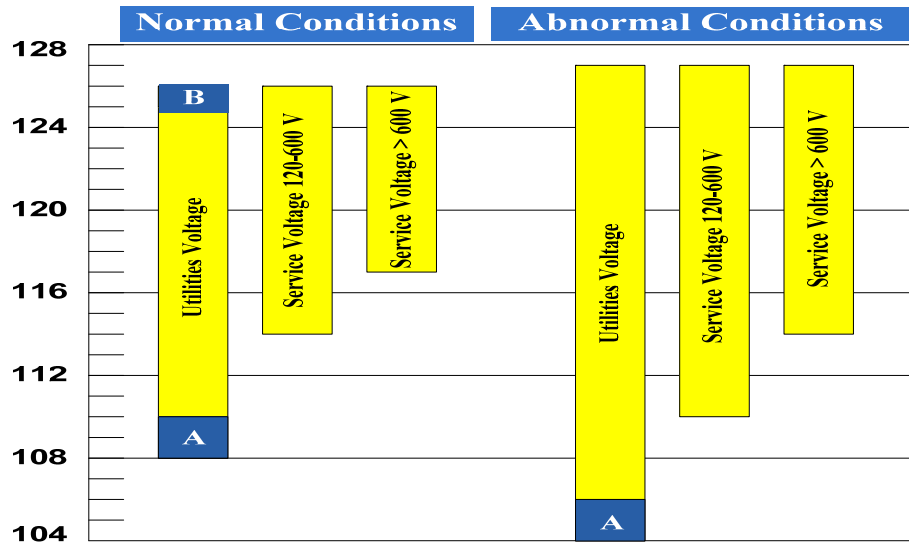 Normal Conditions
Abnormal Conditions
128
124
120
116
112
108
104
B
Utilities Voltage
A
Service Voltage 120-600 V
Service Voltage > 600 V
Utilities Voltage
A
Service Voltage 120-600 V
Service Voltage > 600 V